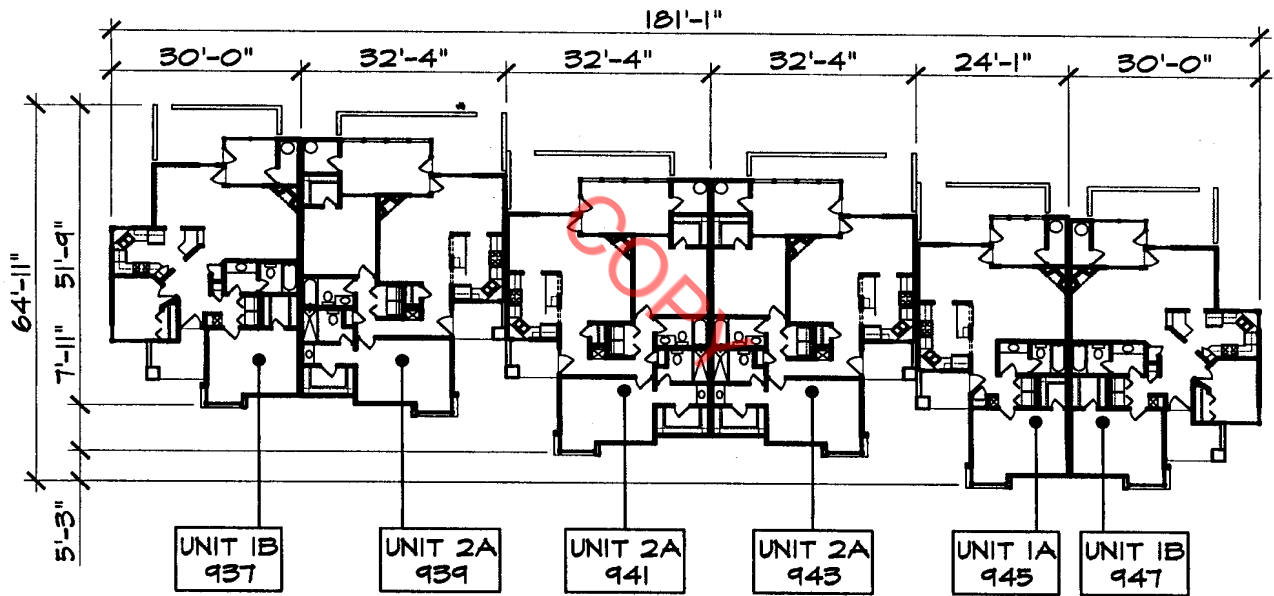 181'-1"
30'-0"
32'-4"
32'-4"
32'-4"
24'-1"
30'-0"
64'-11"
51'-9"
7'-11"
5'-3"
COPY
UNIT 1B
937
UNIT 2A
939
UNIT 2A
941
UNIT 2A
943
UNIT 1A
945
UNIT 1B
947